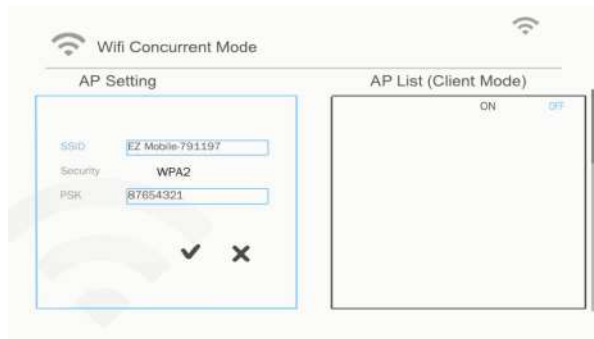 Wifi Concurrent Mode
AP Setting
AP List (Client Mode)
ON OFF
SSID EZ Mobile-791197
Security WPA2
PSK 87654321